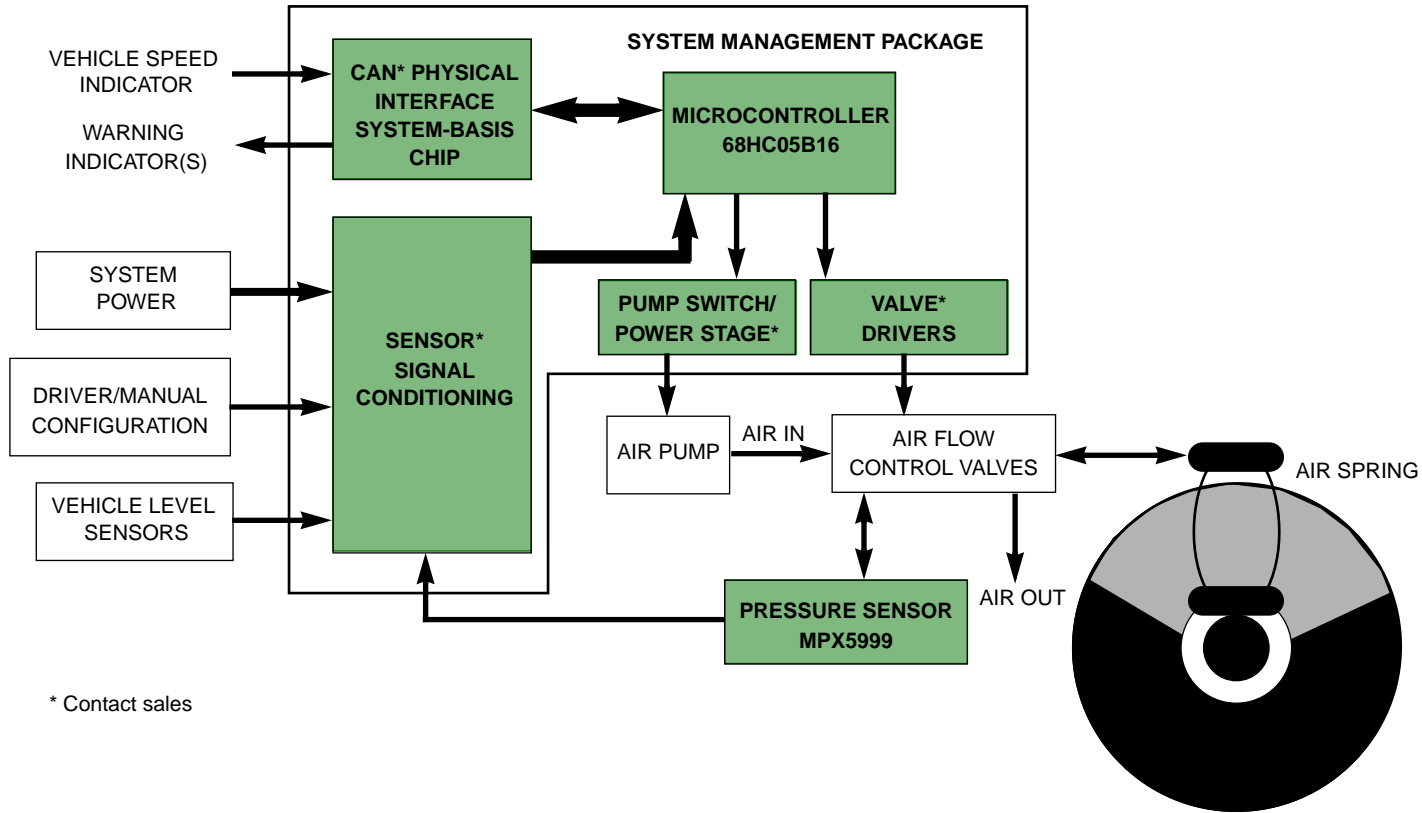 SYSTEM MANAGEMENT PACKAGE
VEHICLE SPEED
INDICATOR
WARNING
INDICATOR(S)
CAN* PHYSICAL
INTERFACE
SYSTEM-BASIS
CHIP
MICROCONTROLLER
68HC05B16
SYSTEM
POWER
DRIVER/MANUAL
CONFIGURATION
VEHICLE LEVEL
SENSORS
SENSOR*
SIGNAL
CONDITIONING
PUMP SWITCH/
POWER STAGE*
VALVE*
DRIVERS
AIR PUMP
AIR IN
AIR FLOW
CONTROL VALVES
AIR SPRING
AIR OUT
PRESSURE SENSOR
MPX5999
* Contact sales